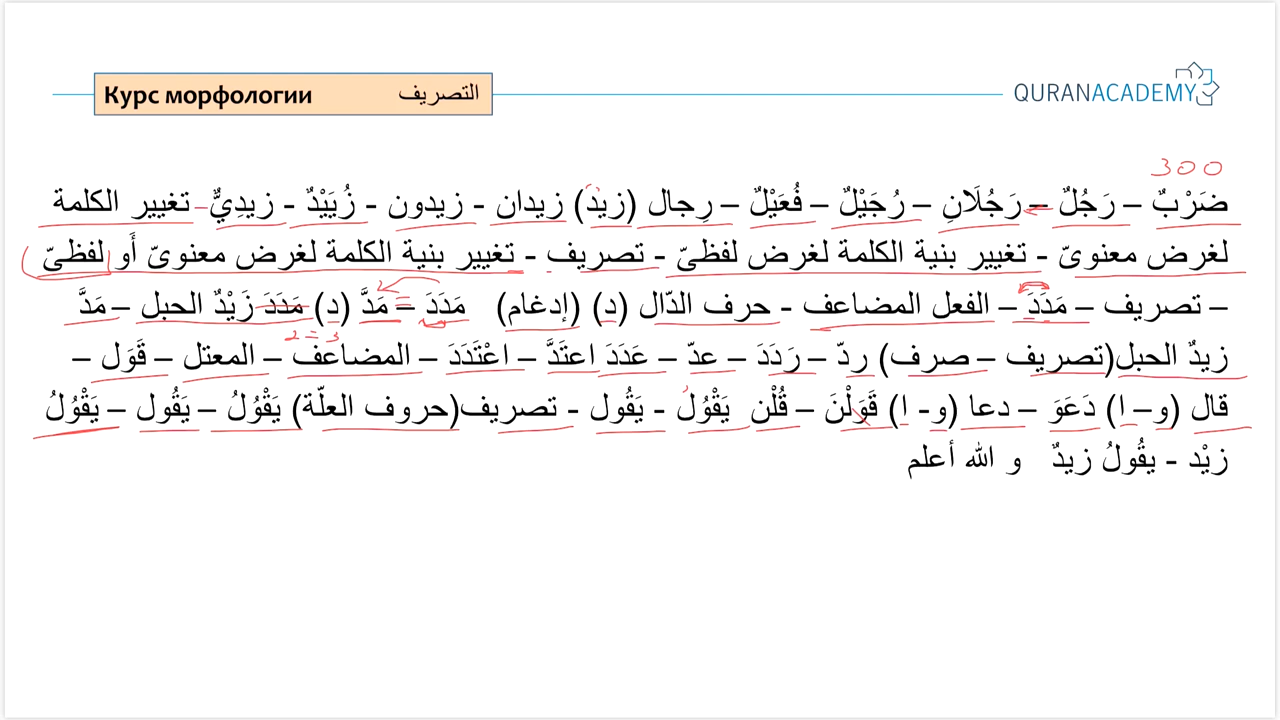 Курс морфологии التصريف
QURANACADEMY
300
ضَرْبٌ – رَجُلٌ – رَجُلَانِ – رُجَيْلٌ – فُعَيْلٌ – رِجال (زيدْ) زيدان - زيدون - زُيَيْدٌ - زيدِيٌّ - تغيير الكلمة
لغرض معنوىّ - تغيير بنية الكلمة لغرض لفظىّ - تصريف - تغيير بنية الكلمة لغرض معنوىّ أَو لفظىّ
– تصريف – مَدَدَ – الفعل المضاعف - حرف الدّال (د) (إدغام) مَدَدَ = مَدَّ (د) مَدَدَ زَيْدٌ الحبل – مَدَّ
2 = 3
زيدٌ الحبل(تصريف – صرف) ردّ – رَدَدَ – عدّ – عَدَدَ اعتَدَّ – اعْتَدَدَ – المضاعف – المعتل – قَوَل –
قال (و – ا) دَعَوَ – دعا (و - ا) قَوَلْنَ – قُلْن يَقْوُلُ - يَقُول - تصريف(حروف العلّة) يَقْوُلُ – يَقُول – يَقْوُلُ
زيْد - يقُولُ زيدٌ و الله أعلم